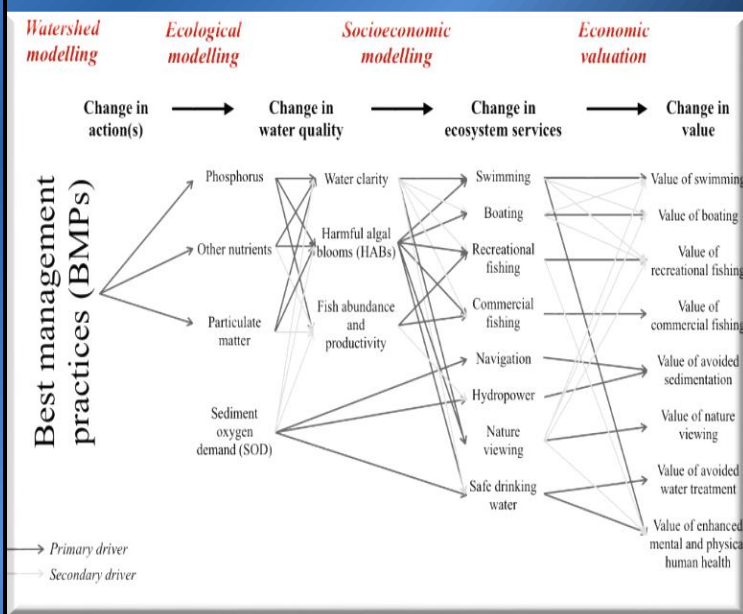 Watershed
modelling
Ecological
modelling
Socioeconomic
modelling
Economic
valuation
Change in
action(s)
Change in
water quality
Change in
ecosystem services
Change in
value
Best management
practices (BMPs)
Phosphorus
Other nutrients
Particulate
matter
Sediment
oxygen
demand (SOD)
Water clarity
Harmful algal
blooms (HABs)
Fish abundance
and
productivity
Swimming
Boating
Recreational
fishing
Commercial
fishing
Navigation
Hydropower
Nature
viewing
Safe drinking
water
Value of swimming
Value of boating
Value of
recreational fishing
Value of
commercial fishing
Value of avoided
sedimentation
Value of nature
viewing
Value of avoided
water treatment
Value of enhanced
mental and physica
human health
Primary driver
Secondary driver